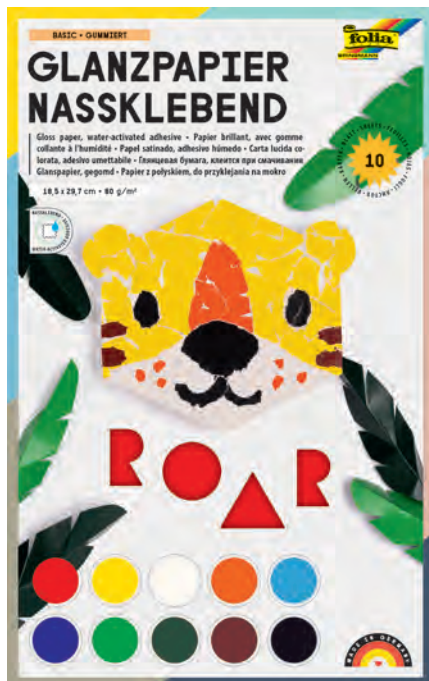 BASIC • GUMMIERT
folia
BRINGMANN
GLANZPAPIER
NASSKLEBEND
Gloss paper, water-activated adhesive • Papier brillant, avec gomme
collante à l'humidité • Papel satinado, adhesivo húmedo • Carta lucida co-
lorata, adesivo umettabile • Глянцевая бумага, клеится при смачивании
Glanspapier, gegomd • Papier z połyskiem, do przyklejania na mokro
10
18,5 x 29,7 cm • 80 g/m²
NASSKLEBEND
ROAR
MADE IN GERMANY